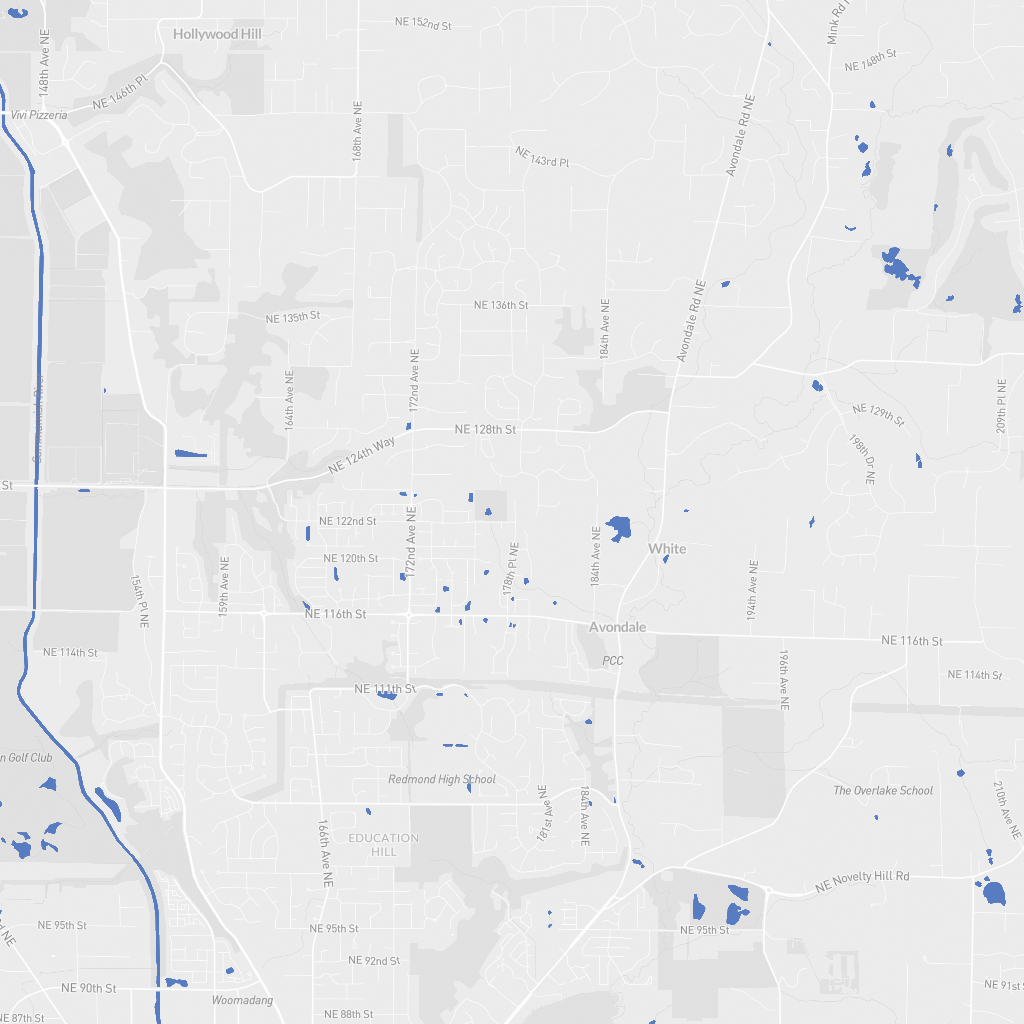 NE 152nd St
Mink Rd
Hollywood Hill
148th Ave NE
NE 148th St
NE 146th Pl
Vivi Pizzeria
168th Ave NE
Avondale Rd NE
NE 143rd Pl
NE 136th St
NE 135th St
184th Ave NE
Avondale Rd NE
172nd Ave NE
164th Ave NE
209th Pl NE
Sammamish River
NE 129th St
NE 128th St
NE 124th Way
198th Dr NE
St
NE 122nd St
172nd Ave NE
184th Ave NE
White
NE 120th St
178th Pl NE
159th Ave NE
194th Ave NE
154th Pl NE
NE 116th St
Avondale
NE 116th St
NE 114th St
PCC
196th Ave NE
NE 114th St
NE 111th St
n Golf Club
Redmond High School
The Overlake School
181st Ave NE
184th Ave NE
210th Ave NE
EDUCATION
HILL
166th Ave NE
NE Novelty Hill Rd
NE 95th St
NE 95th St
NE 95th St
NE
NE 92nd St
NE 90th St
NE 91st S
Woomadang
NE 88th St
NE 87th St